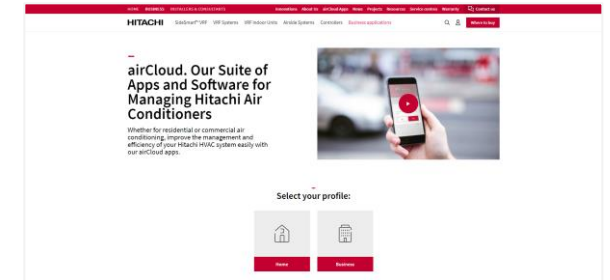 HOME BUSINESS INSTALLERS & CONSULTANTS
Innovations About Us airCloud Apps News Projects Resources Service centres Warranty Contact us
HITACHI SideSmart™ VRF VRF Systems VRF Indoor Units Airside Systems Controllers Business applications Where to buy
airCloud. Our Suite of
Apps and Software for
Managing Hitachi Air
Conditioners
Whether for residential or commercial air
conditioning, improve the management and
efficiency of your Hitachi HVAC system easily with
our airCloud apps.
Select your profile:
Home
Business